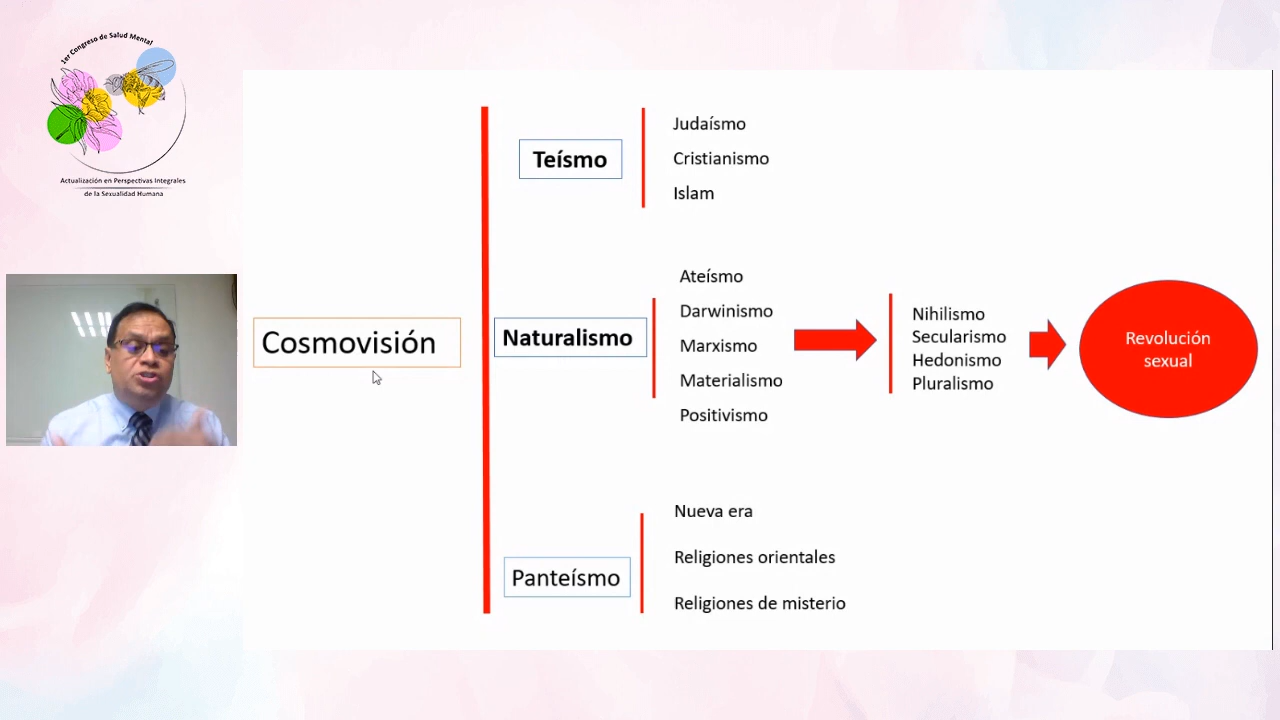 1er Congreso de Salud Mental
Actualización en Perspectivas Integrales
de la Sexualidad Humana
Cosmovisión
Teísmo
Judaísmo
Cristianismo
Islam
Naturalismo
Ateísmo
Darwinismo
Marxismo
Materialismo
Positivismo
Nihilismo
Secularismo
Hedonismo
Pluralismo
Revolución
sexual
Panteísmo
Nueva era
Religiones orientales
Religiones de misterio